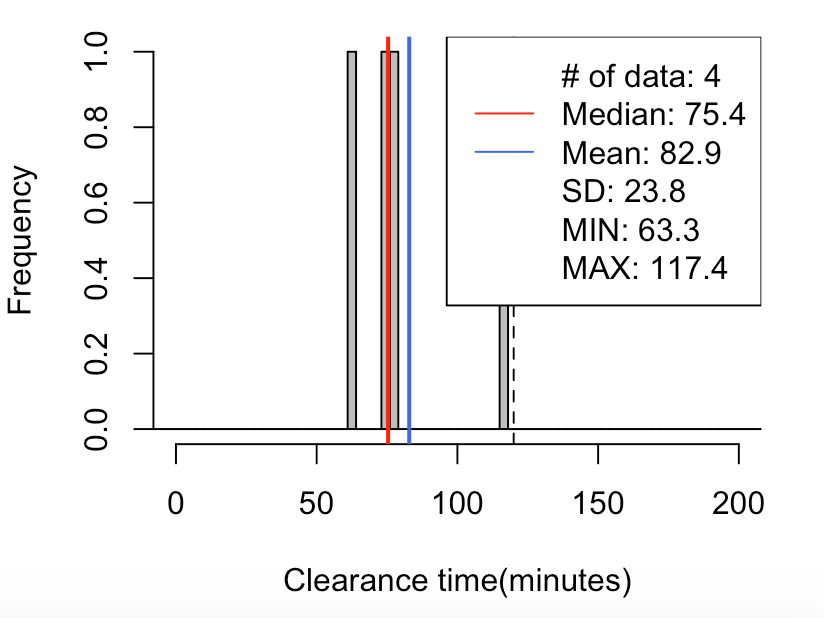 # of data: 4
Median: 75.4
Mean: 82.9
SD: 23.8
MIN: 63.3
MAX: 117.4
Frequency
1.0
0.8
0.6
0.4
0.2
0.0
0 50 100 150 200
Clearance time(minutes)